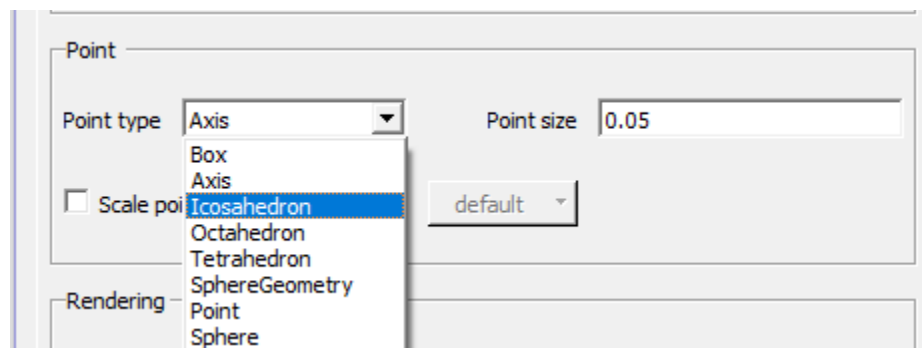 Point
Point type Axis Point size 0.05
Box
Axis
Scale poi Icosahedron default
Octahedron
Tetrahedron
SphereGeometry
Rendering
Point
Sphere